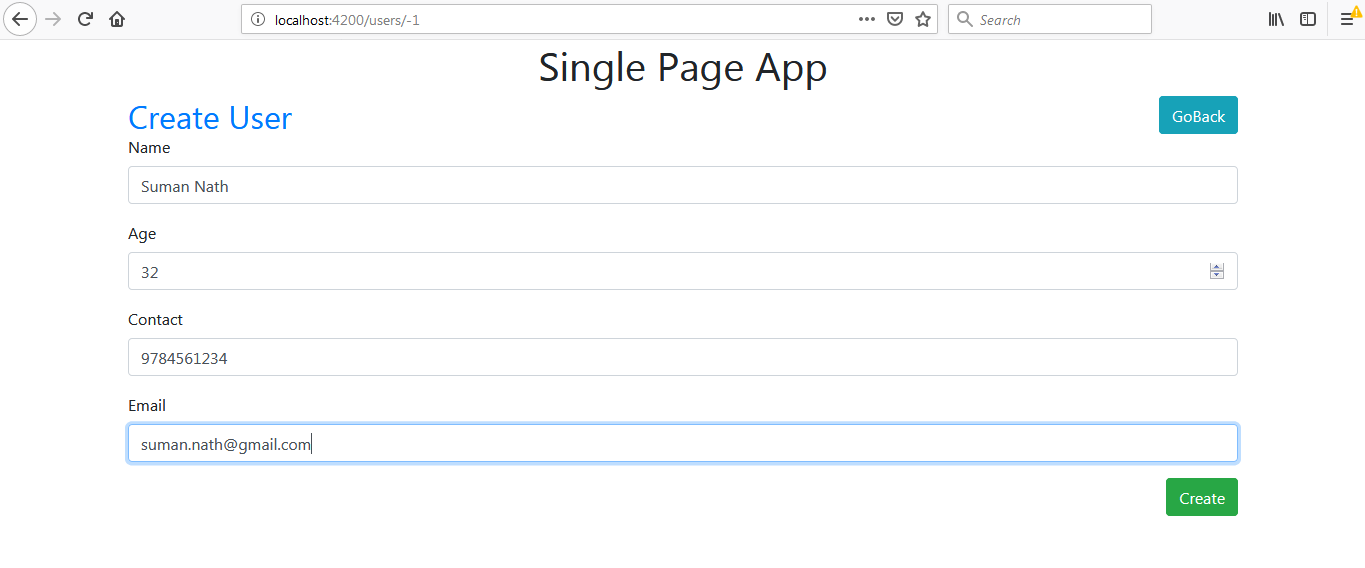 localhost:4200/users/-1
Search
Single Page App
Create User
GoBack
Name
Suman Nath
Age
32
Contact
9784561234
Email
suman.nath@gmail.com
Create